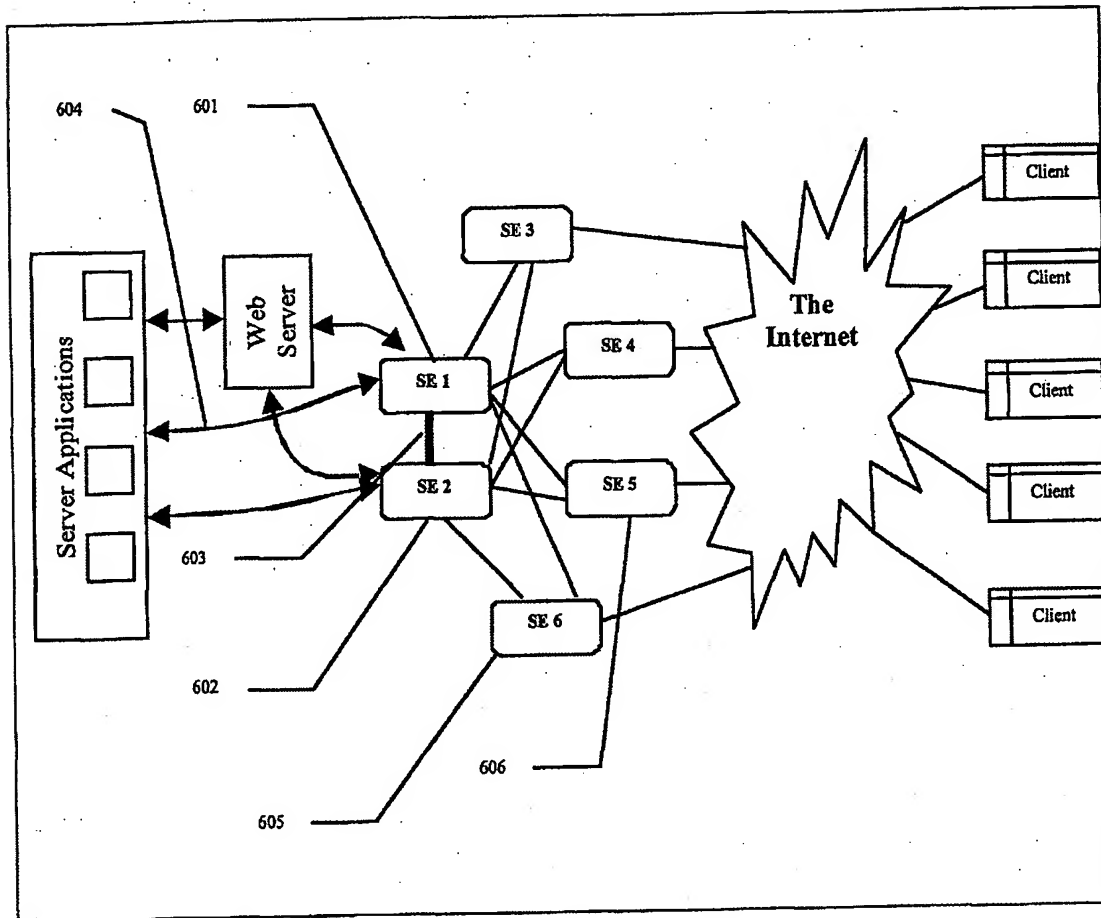 604
601
SE 3
Client
Web
Server
The
Internet
Client
SE 4
SE 1
Client
Server Applications
SE 2
SE 5
Client
603
SE 6
Client
602
606
605